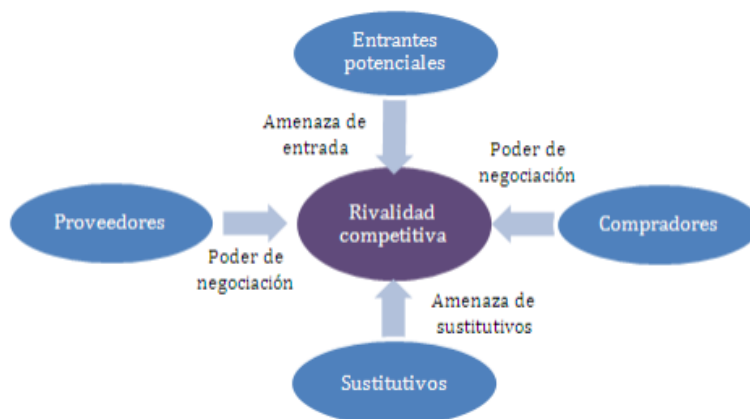 Entrantes
potenciales
Amenaza de
entrada
Poder de
negociación
Proveedores
Rivalidad
competitiva
Compradores
Poder de
negociación
Amenaza de
sustitutivos
Sustitutivos